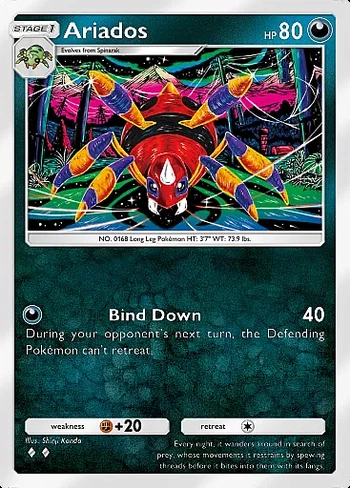 STAGE 1
Ariados
HP 80
Evolves from Spinarak
NO. 0168 Long Leg Pokémon HT: 3'7" WT: 73.9 lbs.
Bind Down 40
During your opponent's next turn, the Defending
Pokémon can't retreat.
weakness +20
retreat
Illus. Shinji Kanda
Every night, it wanders around in search of
prey, whose movements it restrains by spewing
threads before it bites into them with its fangs.